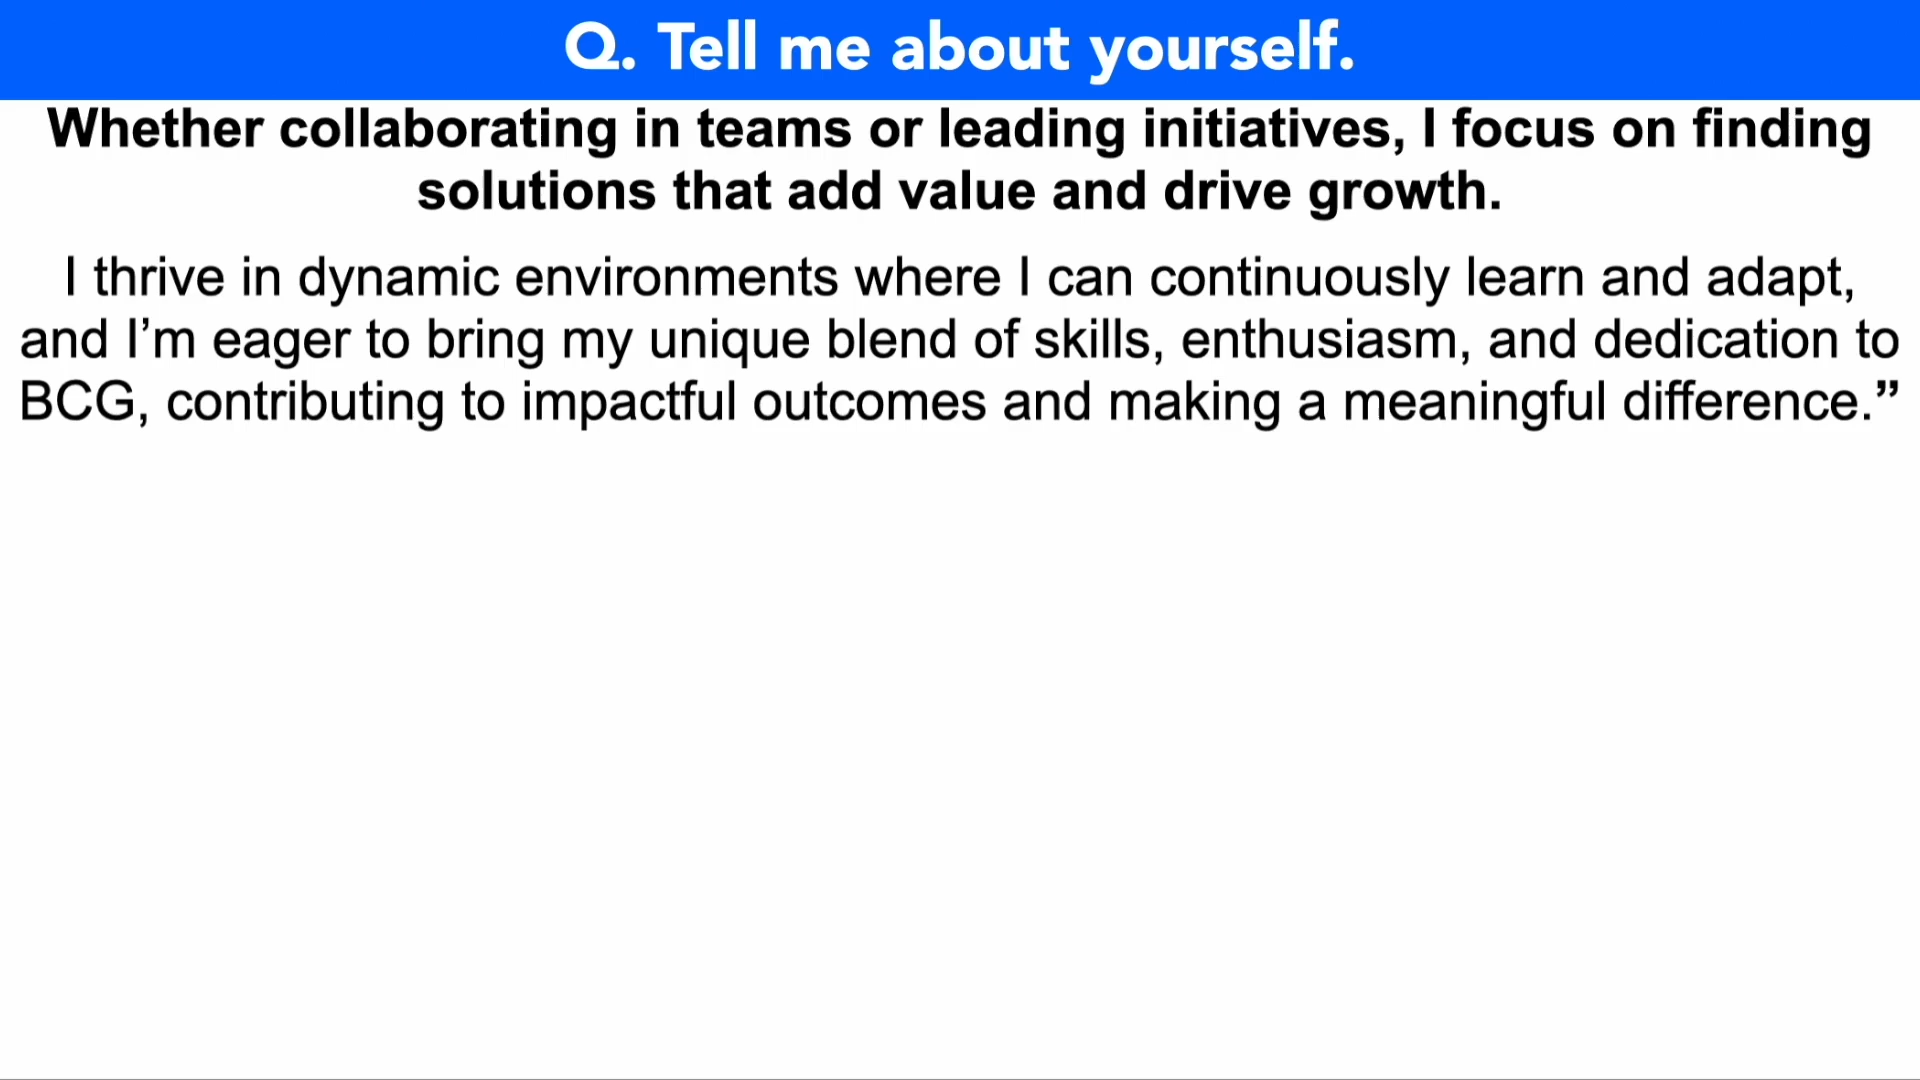 Q. Tell me about yourself.
Whether collaborating in teams or leading initiatives, I focus on finding
solutions that add value and drive growth.
I thrive in dynamic environments where I can continuously learn and adapt,
and I’m eager to bring my unique blend of skills, enthusiasm, and dedication to
BCG, contributing to impactful outcomes and making a meaningful difference.”